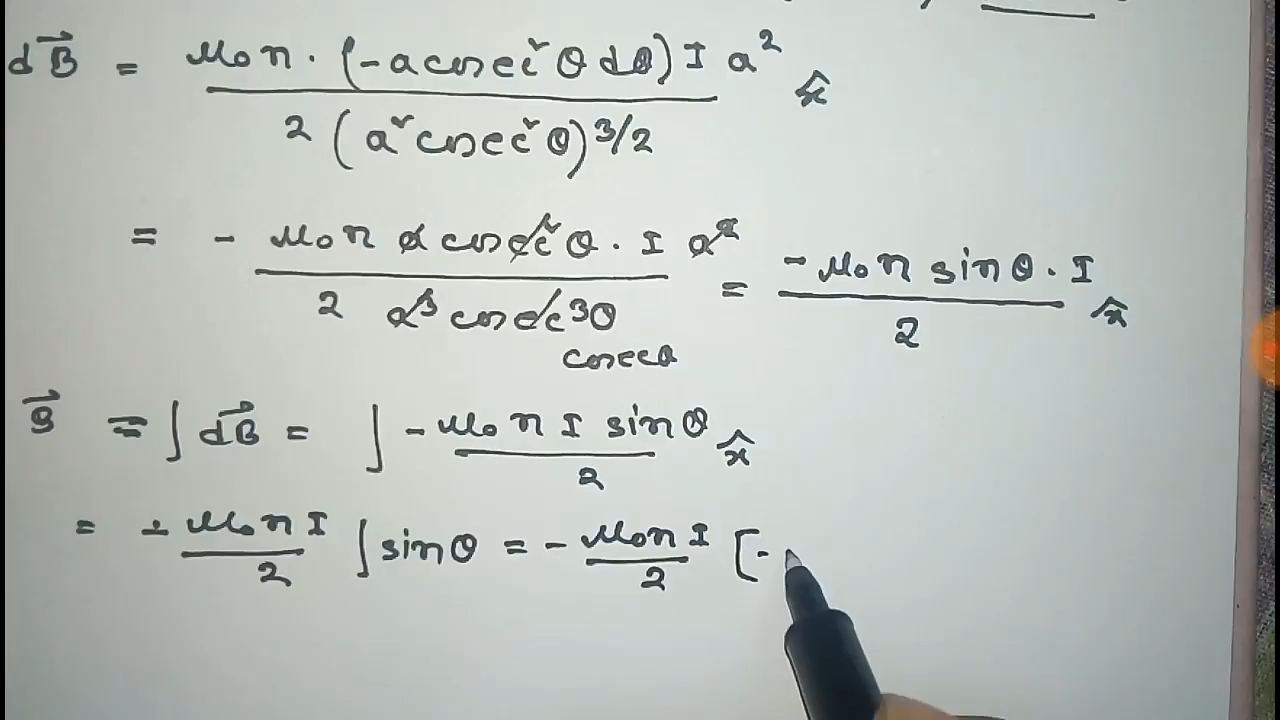 dB⃗ = μ₀n·(-a cosec²θ dθ) I a² / 2 (a² cosec²θ)^3/2 x̂
= - μ₀n a cosec²θ · I a² / 2 a³ cosec³θ = -μ₀n sinθ · I / 2 x̂
cosecθ
B⃗ = ∫ dB⃗ = ∫ - μ₀n I sinθ / 2 x̂
= - μ₀n I / 2 ∫ sinθ = - μ₀n I / 2 [-